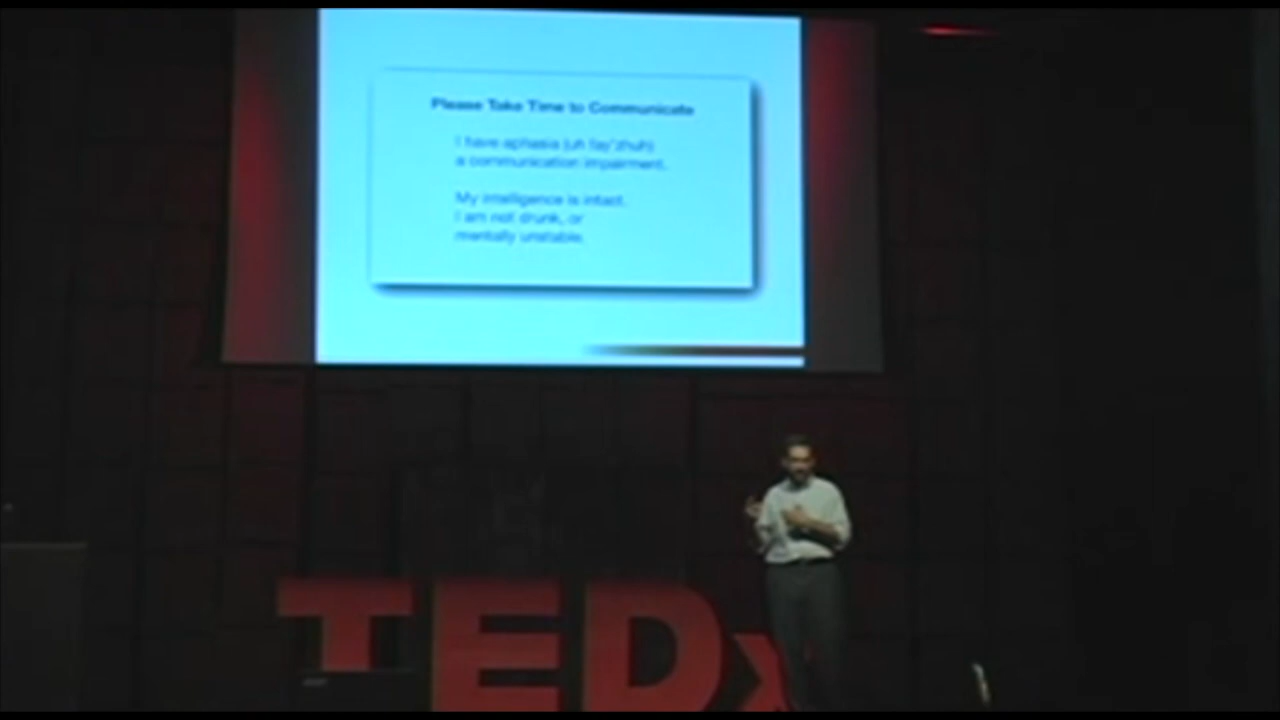 Please Take Time to Communicate
I have aphasia (uh fay'zhuh)
a communication impairment.
My intelligence is intact.
I am not drunk, or
mentally unstable.
TEDx